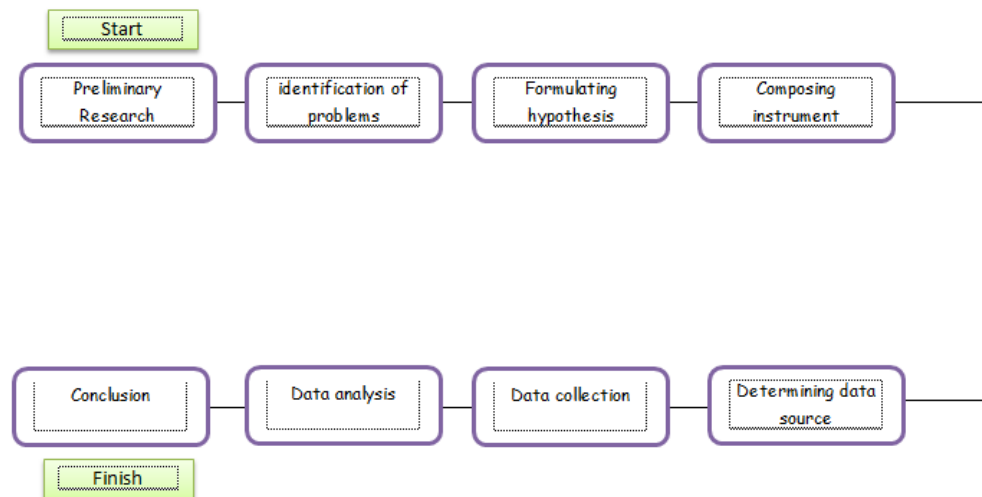 Start
Preliminary
Research
identification of
problems
Formulating
hypothesis
Composing
instrument
Conclusion
Data analysis
Data collection
Determining data
source
Finish